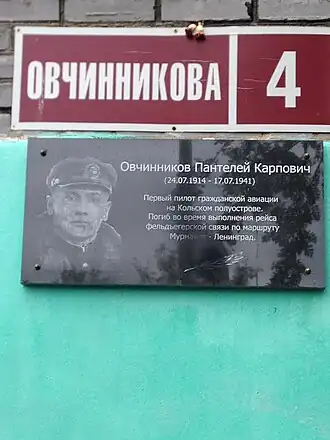 ОВЧИННИКОВА 4
Овчинников Пантелей Карпович
(24.07.1914 - 17.07.1941)
Первый пилот гражданской авиации
на Кольском полуострове.
Погиб во время выполнения рейса
фельдъегерской связи по маршруту
Мурманск - Ленинград.